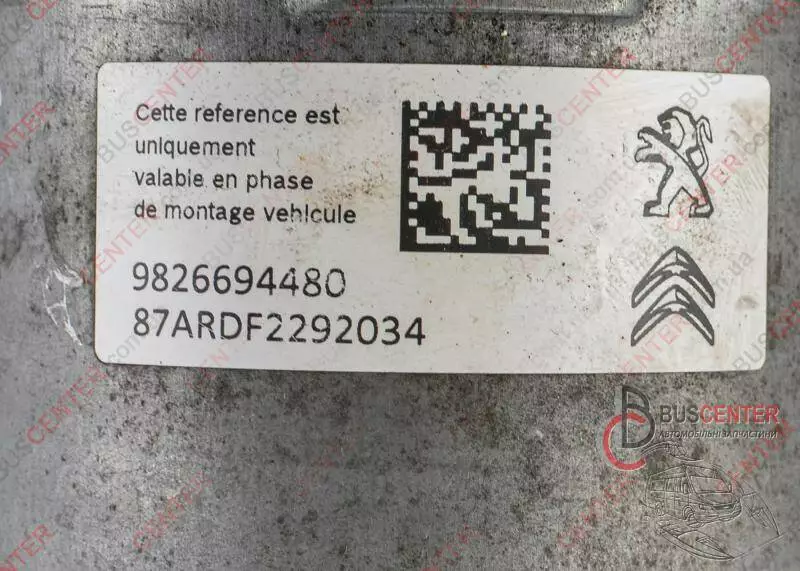 Cette reference est
uniquement
valable en phase
de montage vehicule
9826694480
87ARDF2292034
BUSCENTER
АВТОМОБІЛЬНІ ЗАПЧАСТИНИ